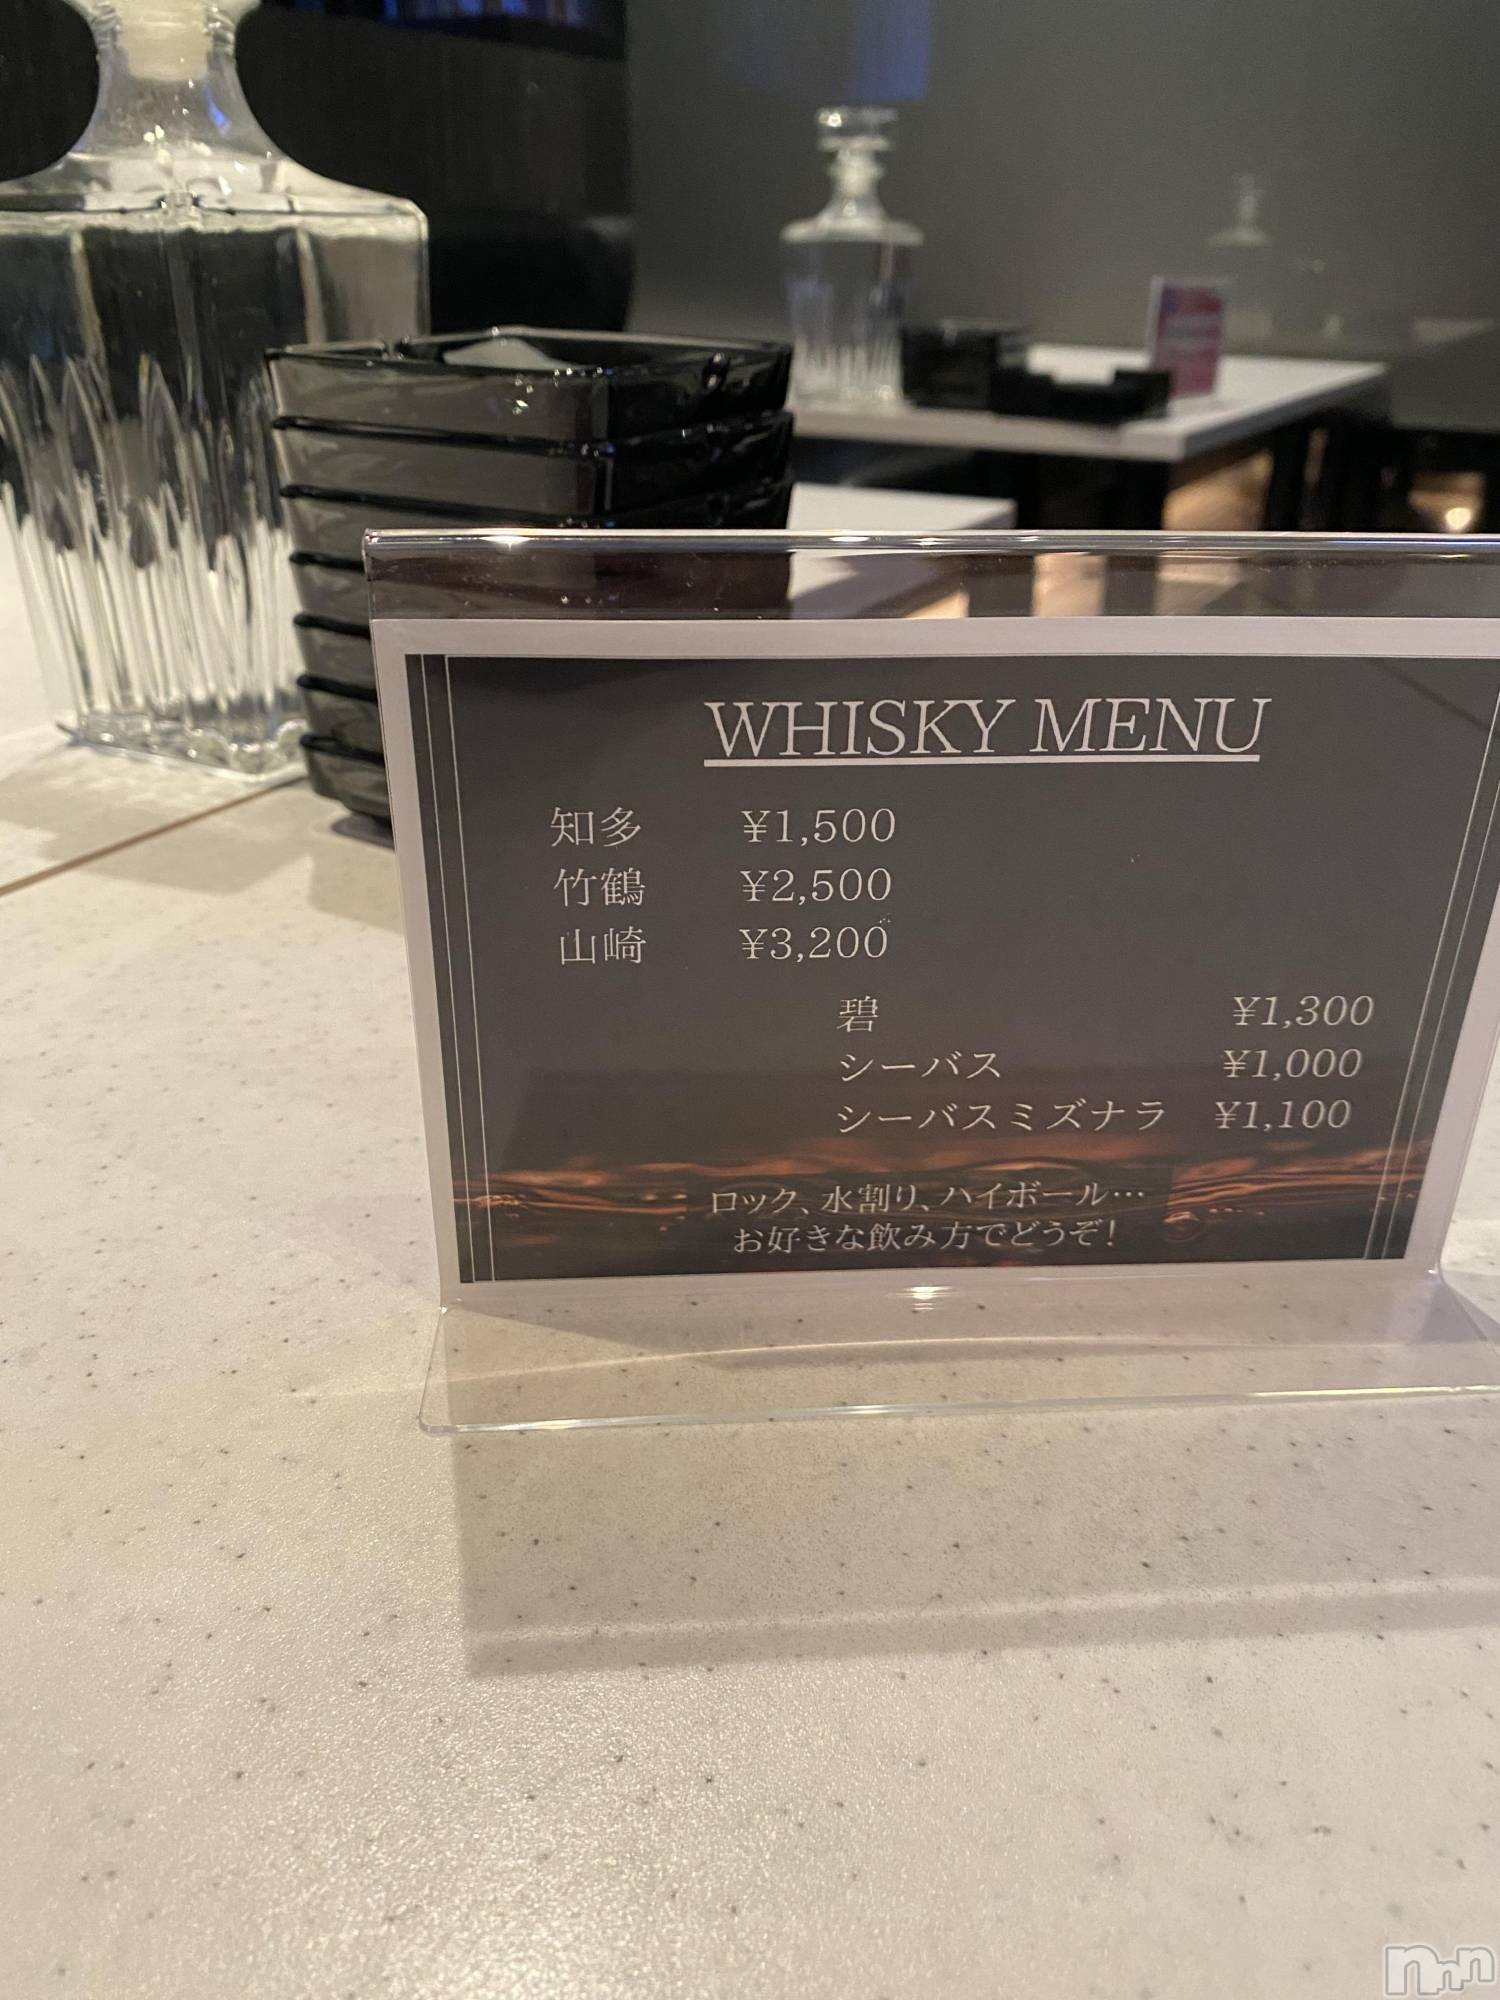 WHISKY MENU
知多 ¥1,500
竹鶴 ¥2,500
山崎 ¥3,200
碧 ¥1,300
シーバス ¥1,000
シーバスミズナラ ¥1,100
ロック、水割り、ハイボール…
お好きな飲み方でどうぞ!
nnn